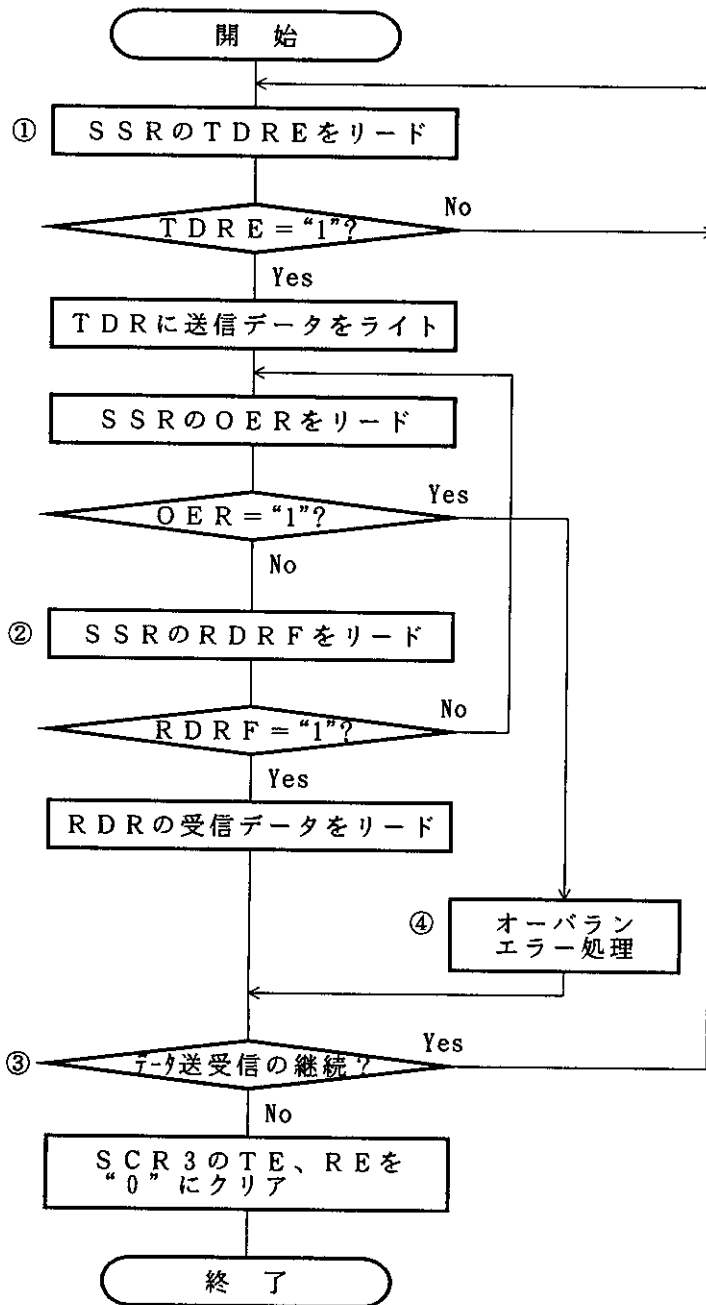 開 始
① SSRのTDREをリード
TDRE=“1”?
No
Yes
TDRに送信データをライト
SSRのOERをリード
OER=“1”?
Yes
No
② SSRのRDRFをリード
RDRF=“1”?
No
Yes
RDRの受信データをリード
④ オーバラン
エラー処理
③ データ送受信の継続?
Yes
No
SCR3のTE、REを
“0”にクリア
終 了